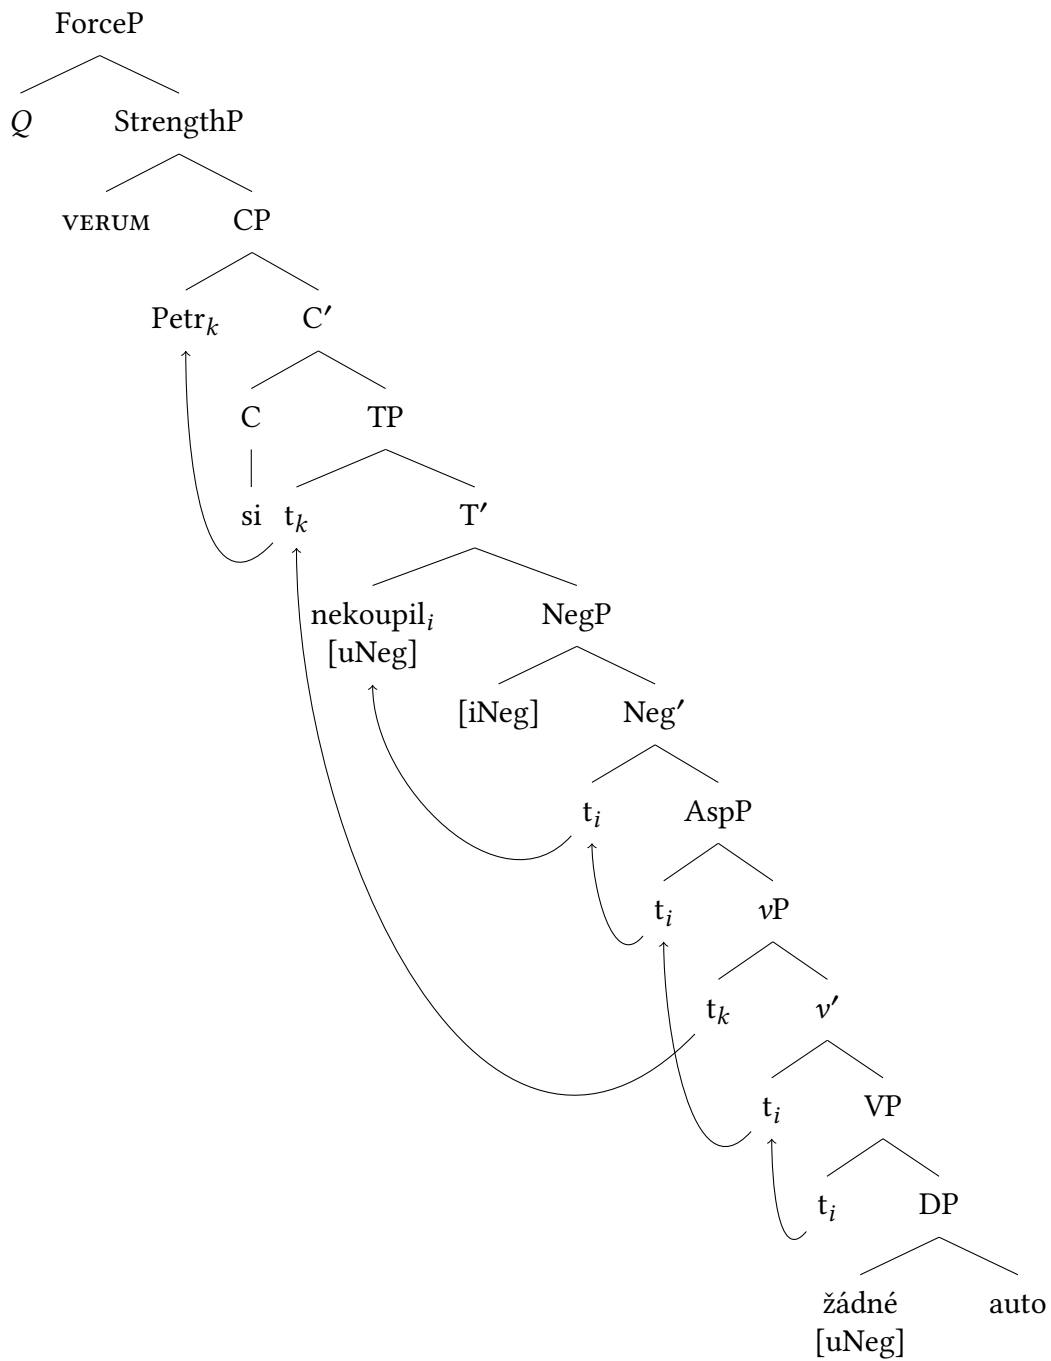 ForceP
Q StrengthP
VERUM CP
Petrk C′
C TP
si tk T′
nekoupili NegP
[uNeg]
[iNeg] Neg′
ti AspP
ti vP
tk v′
ti VP
ti DP
žádné auto
[uNeg]